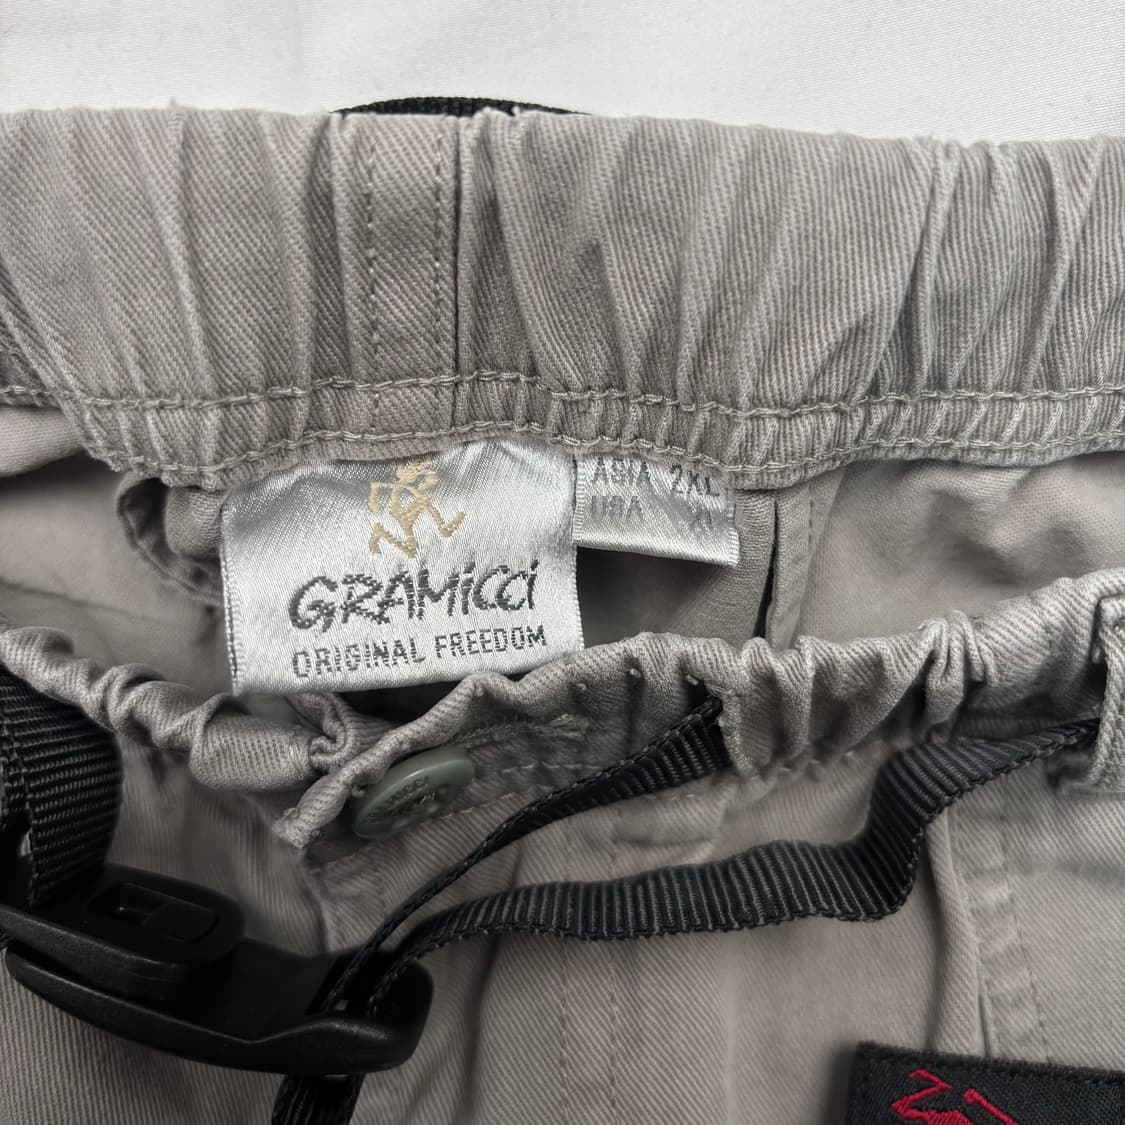 GRAMICCI
ORIGINAL FREEDOM
ASIA 2XL
USA XL